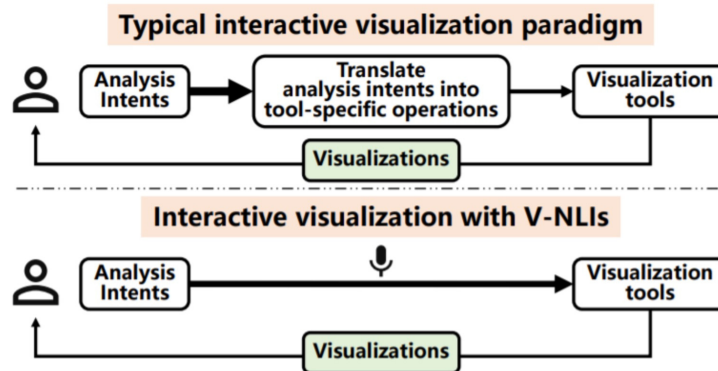 Typical interactive visualization paradigm
Analysis
Intents
Translate
analysis intents into
tool-specific operations
Visualization
tools
Visualizations
Interactive visualization with V-NLIs
Analysis
Intents
Visualization
tools
Visualizations